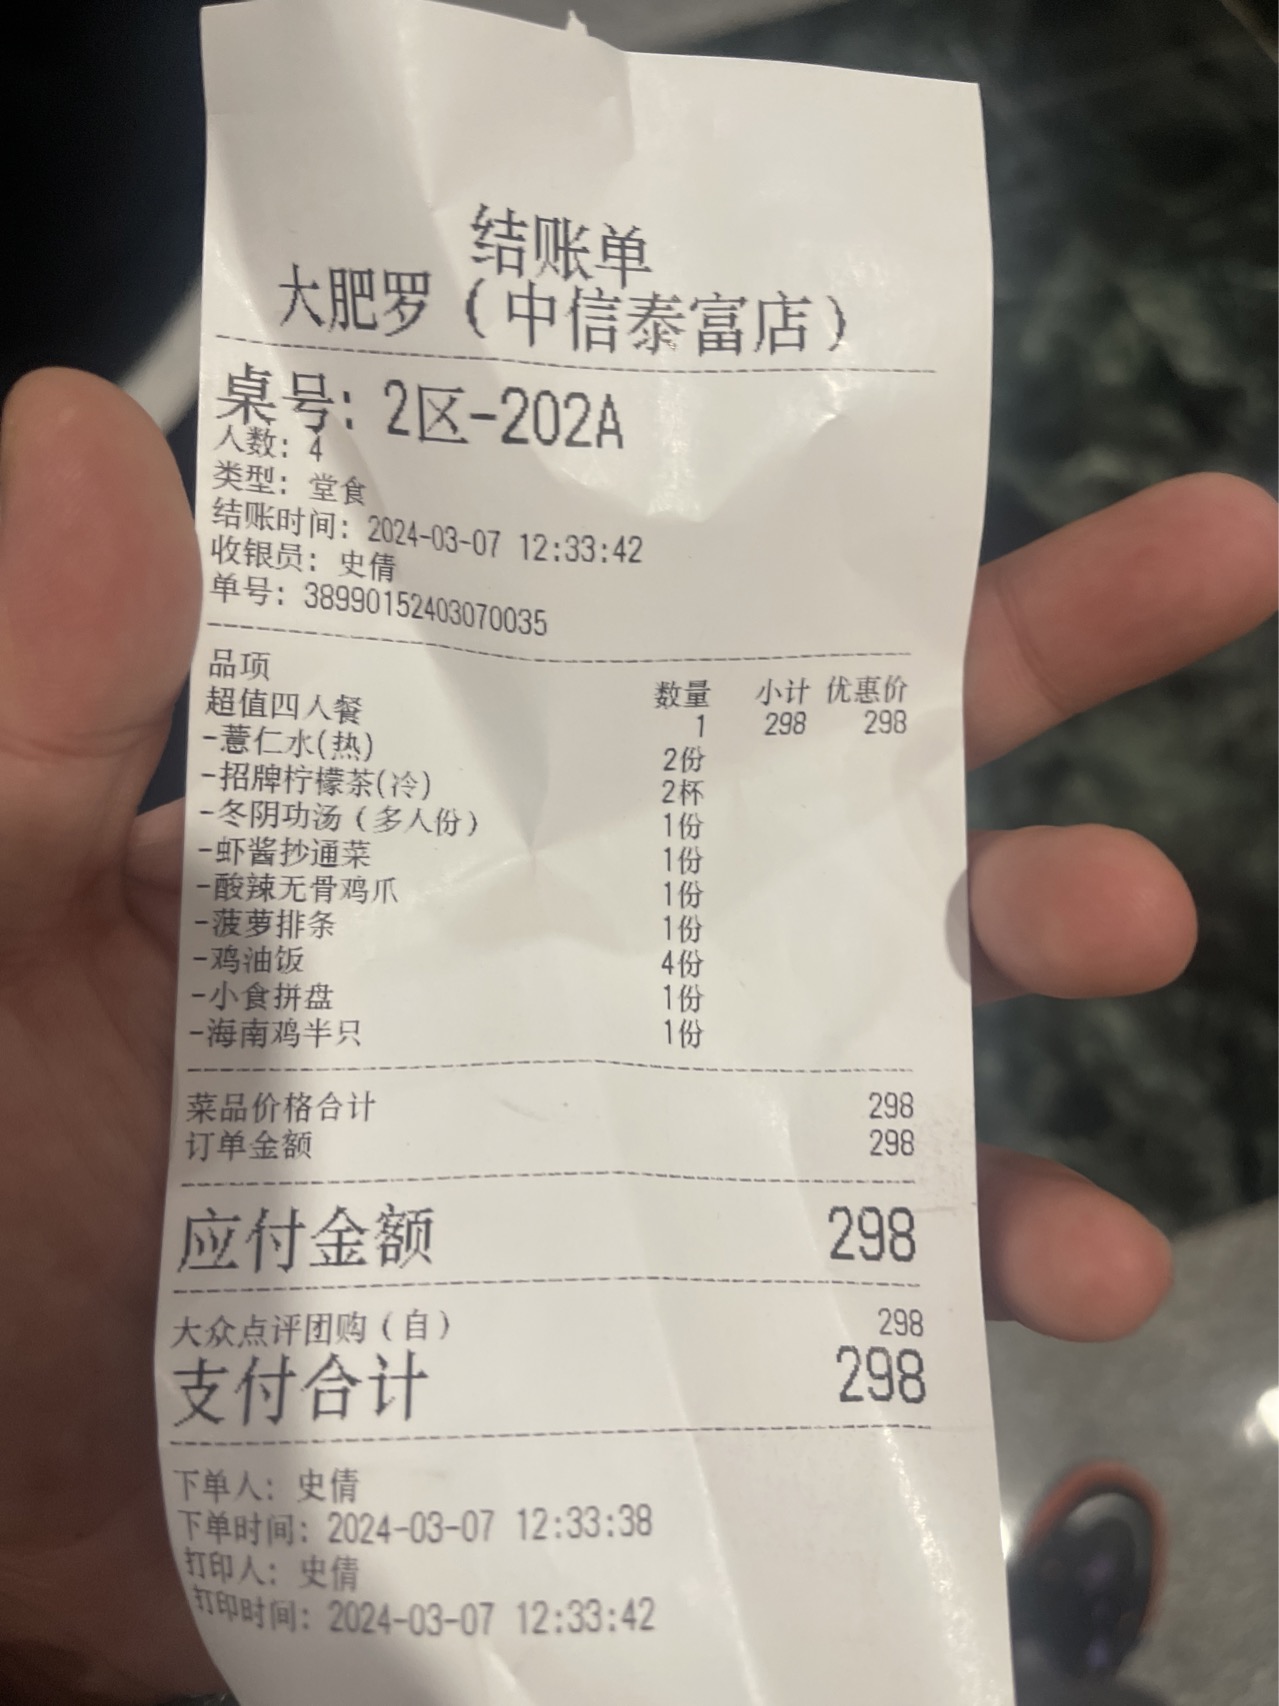 结账单
大肥罗（中信泰富店）
桌号: 2区-202A
人数: 4
类型: 堂食
结账时间: 2024-03-07 12:33:42
收银员: 史倩
单号: 38990152403070035
品项 数量 小计 优惠价
超值四人餐 1 298 298
-薏仁水(热) 2份
-招牌柠檬茶(冷) 2杯
-冬阴功汤（多人份） 1份
-虾酱抄通菜 1份
-酸辣无骨鸡爪 1份
-菠萝排条 1份
-鸡油饭 4份
-小食拼盘 1份
-海南鸡半只 1份
菜品价格合计 298
订单金额 298
应付金额 298
大众点评团购（自） 298
支付合计 298
下单人: 史倩
下单时间: 2024-03-07 12:33:38
打印人: 史倩
打印时间: 2024-03-07 12:33:42